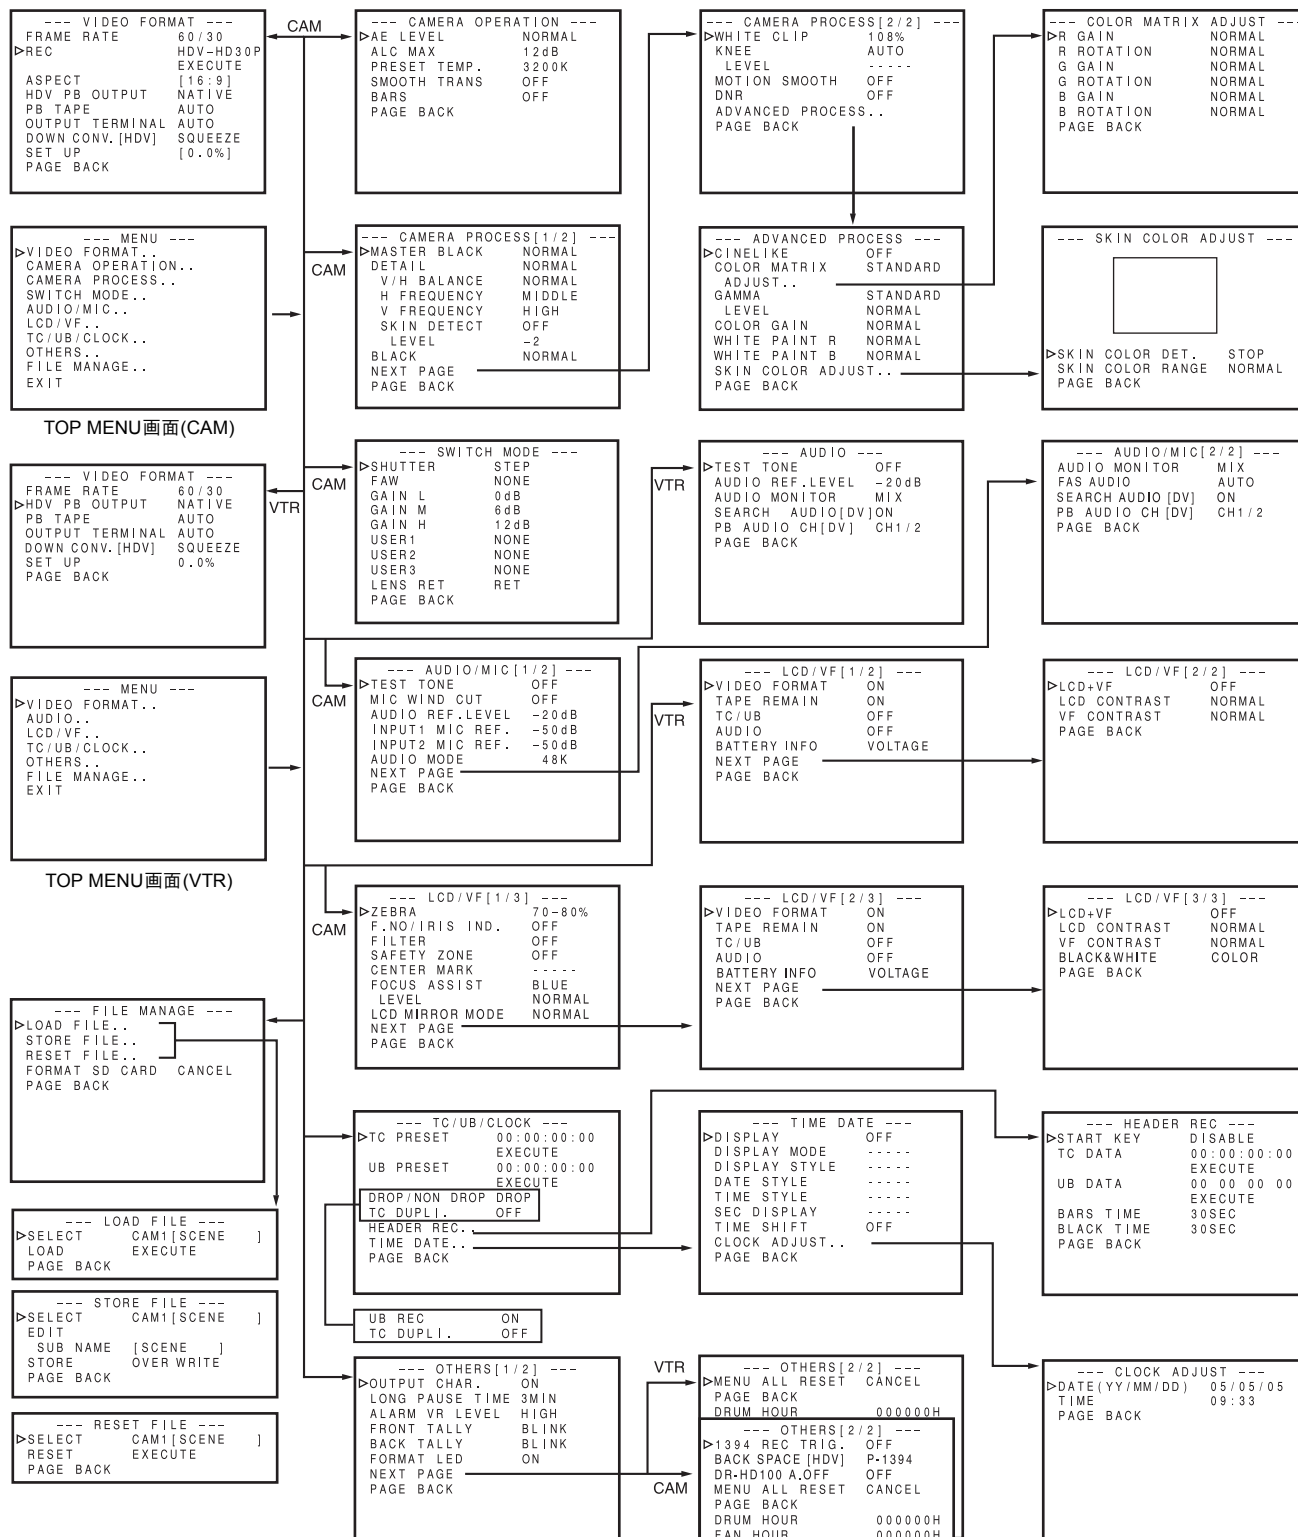 --- VIDEO FORMAT ---
FRAME RATE 60/30
▷REC HDV-HD30P
EXECUTE
ASPECT [16:9]
HDV PB OUTPUT NATIVE
PB TAPE AUTO
OUTPUT TERMINAL AUTO
DOWN CONV.[HDV] SQUEEZE
SET UP [0.0%]
PAGE BACK
CAM
--- CAMERA OPERATION ---
▷AE LEVEL NORMAL
ALC MAX 12dB
PRESET TEMP. 3200K
SMOOTH TRANS OFF
BARS OFF
PAGE BACK
--- CAMERA PROCESS[2/2] ---
▷WHITE CLIP 108%
KNEE AUTO
LEVEL -----
MOTION SMOOTH OFF
DNR OFF
ADVANCED PROCESS..
PAGE BACK
--- COLOR MATRIX ADJUST ---
▷R GAIN NORMAL
R ROTATION NORMAL
G GAIN NORMAL
G ROTATION NORMAL
B GAIN NORMAL
B ROTATION NORMAL
PAGE BACK
--- MENU ---
▷VIDEO FORMAT..
CAMERA OPERATION..
CAMERA PROCESS..
SWITCH MODE..
AUDIO/MIC..
LCD/VF..
TC/UB/CLOCK..
OTHERS..
FILE MANAGE..
EXIT
TOP MENU画面(CAM)
CAM
--- CAMERA PROCESS[1/2] ---
▷MASTER BLACK NORMAL
DETAIL NORMAL
V/H BALANCE NORMAL
H FREQUENCY MIDDLE
V FREQUENCY HIGH
SKIN DETECT OFF
LEVEL -2
BLACK NORMAL
NEXT PAGE
PAGE BACK
--- ADVANCED PROCESS ---
▷CINELIKE OFF
COLOR MATRIX STANDARD
ADJUST..
GAMMA STANDARD
LEVEL NORMAL
COLOR GAIN NORMAL
WHITE PAINT R NORMAL
WHITE PAINT B NORMAL
SKIN COLOR ADJUST..
PAGE BACK
--- SKIN COLOR ADJUST ---
▷SKIN COLOR DET. STOP
SKIN COLOR RANGE NORMAL
PAGE BACK
--- VIDEO FORMAT ---
FRAME RATE 60/30
▷HDV PB OUTPUT NATIVE
PB TAPE AUTO
OUTPUT TERMINAL AUTO
DOWN CONV.[HDV] SQUEEZE
SET UP 0.0%
PAGE BACK
VTR
CAM
--- SWITCH MODE ---
▷SHUTTER STEP
FAW NONE
GAIN L 0dB
GAIN M 6dB
GAIN H 12dB
USER1 NONE
USER2 NONE
USER3 NONE
LENS RET RET
PAGE BACK
VTR
--- AUDIO ---
▷TEST TONE OFF
AUDIO REF.LEVEL -20dB
AUDIO MONITOR MIX
SEARCH AUDIO[DV]ON
PB AUDIO CH[DV] CH1/2
PAGE BACK
--- AUDIO/MIC[2/2] ---
AUDIO MONITOR MIX
FAS AUDIO AUTO
SEARCH AUDIO [DV] ON
PB AUDIO CH [DV] CH1/2
PAGE BACK
--- MENU ---
▷VIDEO FORMAT..
AUDIO..
LCD/VF..
TC/UB/CLOCK..
OTHERS..
FILE MANAGE..
EXIT
TOP MENU画面(VTR)
CAM
--- AUDIO/MIC[1/2] ---
▷TEST TONE OFF
MIC WIND CUT OFF
AUDIO REF.LEVEL -20dB
INPUT1 MIC REF. -50dB
INPUT2 MIC REF. -50dB
AUDIO MODE 48K
NEXT PAGE
PAGE BACK
VTR
--- LCD/VF[1/2] ---
▷VIDEO FORMAT ON
TAPE REMAIN ON
TC/UB OFF
AUDIO OFF
BATTERY INFO VOLTAGE
NEXT PAGE
PAGE BACK
--- LCD/VF[2/2] ---
▷LCD+VF OFF
LCD CONTRAST NORMAL
VF CONTRAST NORMAL
PAGE BACK
CAM
--- LCD/VF[1/3] ---
▷ZEBRA 70-80%
F.NO/IRIS IND. OFF
FILTER OFF
SAFETY ZONE OFF
CENTER MARK -----
FOCUS ASSIST BLUE
LEVEL NORMAL
LCD MIRROR MODE NORMAL
NEXT PAGE
PAGE BACK
--- LCD/VF[2/3] ---
▷VIDEO FORMAT ON
TAPE REMAIN ON
TC/UB OFF
AUDIO OFF
BATTERY INFO VOLTAGE
NEXT PAGE
PAGE BACK
--- LCD/VF[3/3] ---
▷LCD+VF OFF
LCD CONTRAST NORMAL
VF CONTRAST NORMAL
BLACK&WHITE COLOR
PAGE BACK
--- FILE MANAGE ---
▷LOAD FILE..
STORE FILE..
RESET FILE..
FORMAT SD CARD CANCEL
PAGE BACK
--- LOAD FILE ---
▷SELECT CAM1[SCENE ]
LOAD EXECUTE
PAGE BACK
--- STORE FILE ---
▷SELECT CAM1[SCENE ]
EDIT
SUB NAME [SCENE ]
STORE OVER WRITE
PAGE BACK
--- RESET FILE ---
▷SELECT CAM1[SCENE ]
RESET EXECUTE
PAGE BACK
--- TC/UB/CLOCK ---
▷TC PRESET 00:00:00:00
EXECUTE
UB PRESET 00:00:00:00
EXECUTE
DROP/NON DROP DROP
TC DUPLI. OFF
HEADER REC..
TIME DATE..
PAGE BACK
UB REC ON
TC DUPLI. OFF
--- TIME DATE ---
▷DISPLAY OFF
DISPLAY MODE -----
DISPLAY STYLE -----
DATE STYLE -----
TIME STYLE -----
SEC DISPLAY -----
TIME SHIFT OFF
CLOCK ADJUST..
PAGE BACK
--- HEADER REC ---
▷START KEY DISABLE
TC DATA 00:00:00:00
EXECUTE
UB DATA 00 00 00 00
EXECUTE
BARS TIME 30SEC
BLACK TIME 30SEC
PAGE BACK
--- OTHERS[1/2] ---
▷OUTPUT CHAR. ON
LONG PAUSE TIME 3MIN
ALARM VR LEVEL HIGH
FRONT TALLY BLINK
BACK TALLY BLINK
FORMAT LED ON
NEXT PAGE
PAGE BACK
VTR
--- OTHERS[2/2] ---
▷MENU ALL RESET CANCEL
PAGE BACK
DRUM HOUR 000000H
CAM
--- OTHERS[2/2] ---
▷1394 REC TRIG. OFF
BACK SPACE [HDV] P-1394
DR-HD100 A.OFF OFF
MENU ALL RESET CANCEL
PAGE BACK
DRUM HOUR 000000H
FAN HOUR 000000H
--- CLOCK ADJUST ---
▷DATE(YY/MM/DD) 05/05/05
TIME 09:33
PAGE BACK